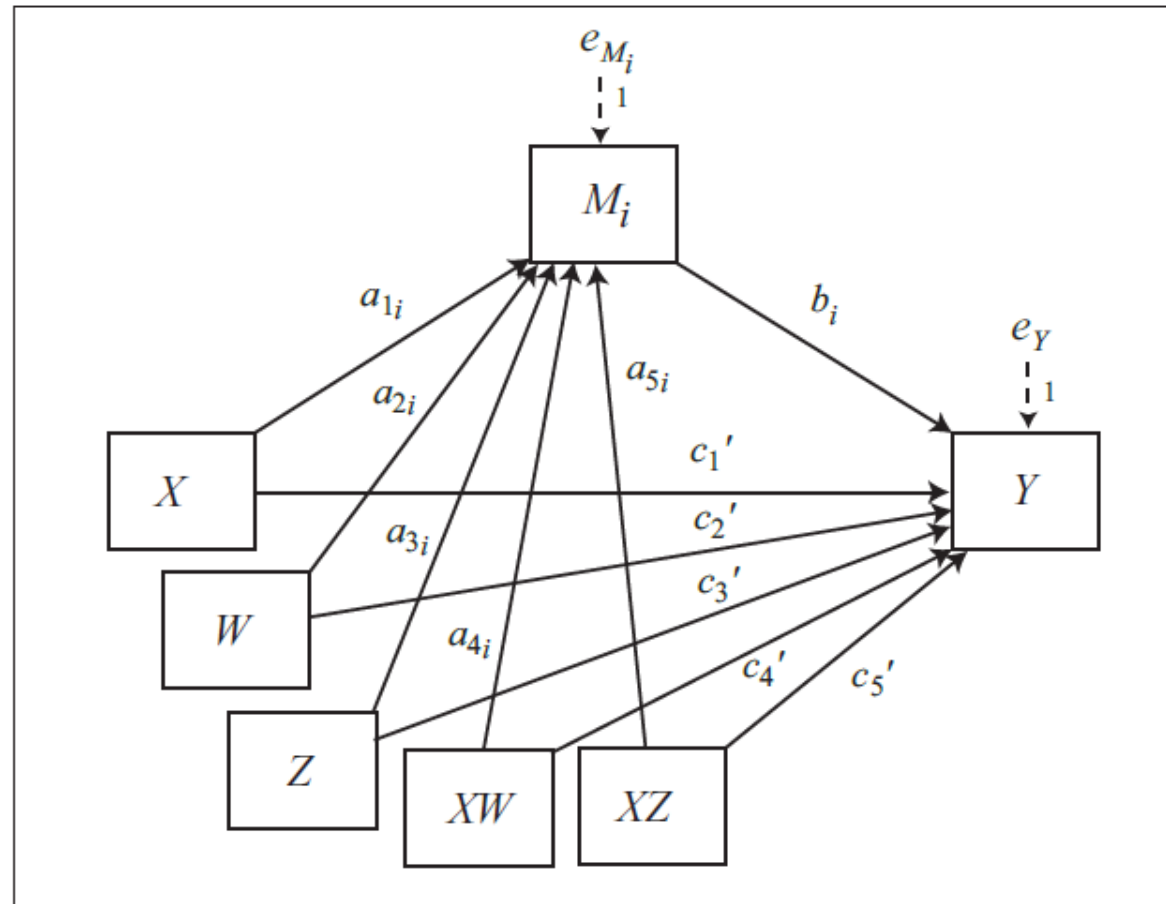 e_{M_i}
1
M_i
a_{1i}
b_i
e_Y
1
a_{2i}
a_{5i}
X
c_1'
Y
a_{3i}
c_2'
W
c_3'
a_{4i}
c_4'
c_5'
Z
XW
XZ